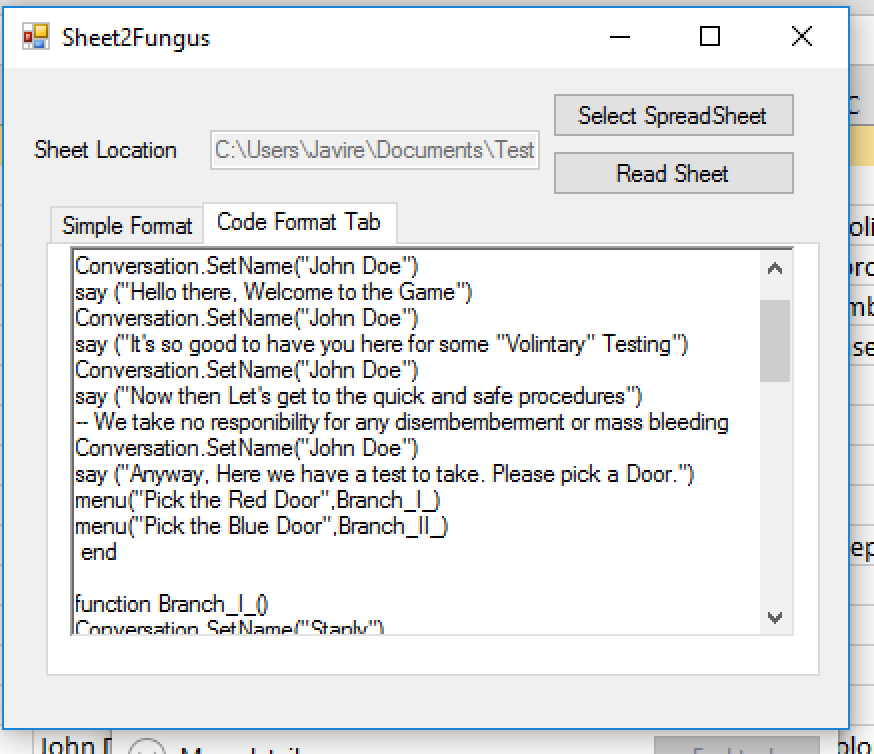 Sheet2Fungus
Select SpreadSheet
Sheet Location
C:\Users\Javire\Documents\Test
Read Sheet
Simple Format
Code Format Tab
Conversation.SetName("John Doe")
say ("Hello there, Welcome to the Game")
Conversation.SetName("John Doe")
say ("It's so good to have you here for some "Volintary" Testing")
Conversation.SetName("John Doe")
say ("Now then Let's get to the quick and safe procedures")
-- We take no responibility for any disembemberment or mass bleeding
Conversation.SetName("John Doe")
say ("Anyway, Here we have a test to take. Please pick a Door.")
menu("Pick the Red Door",Branch_I_)
menu("Pick the Blue Door",Branch_II_)
end
function Branch_I_()
Conversation.SetName("Stanly")
John D